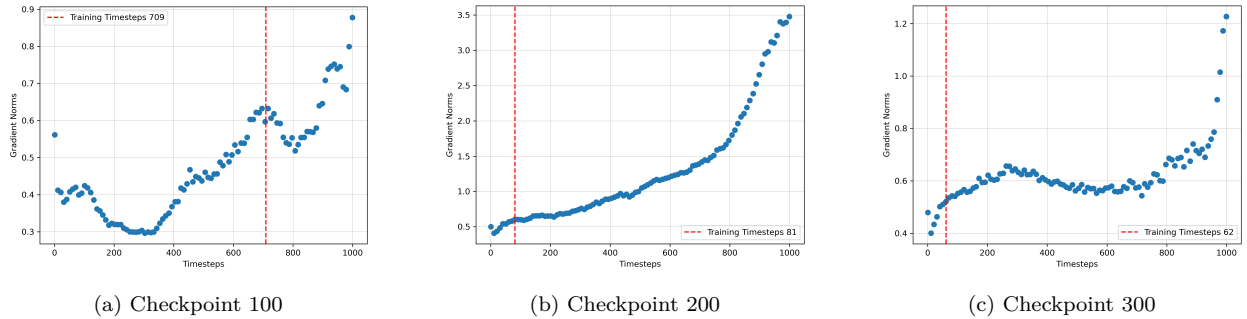 Gradient Norms
0.9
0.8
0.7
0.6
0.5
0.4
0.3
Training Timesteps 709
0 200 400 600 800 1000
Timesteps
(a) Checkpoint 100
Gradient Norms
3.5
3.0
2.5
2.0
1.5
1.0
0.5
Training Timesteps 81
0 200 400 600 800 1000
Timesteps
(b) Checkpoint 200
Gradient Norms
1.2
1.0
0.8
0.6
0.4
Training Timesteps 62
0 200 400 600 800 1000
Timesteps
(c) Checkpoint 300